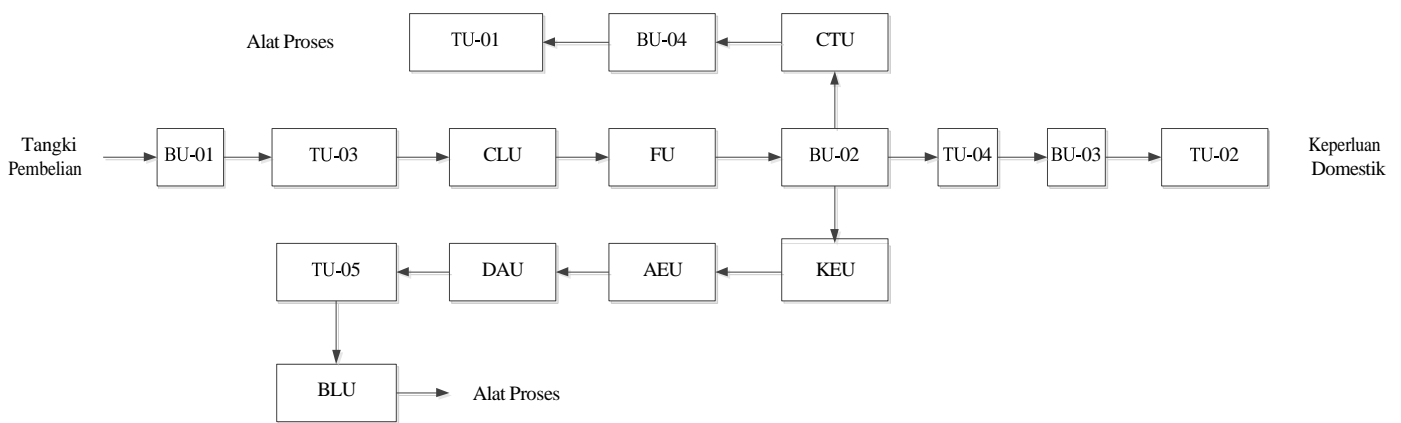 Alat Proses
TU-01
BU-04
CTU
Tangki
Pembelian
BU-01
TU-03
CLU
FU
BU-02
TU-04
BU-03
TU-02
Keperluan
Domestik
TU-05
DAU
AEU
KEU
BLU
Alat Proses